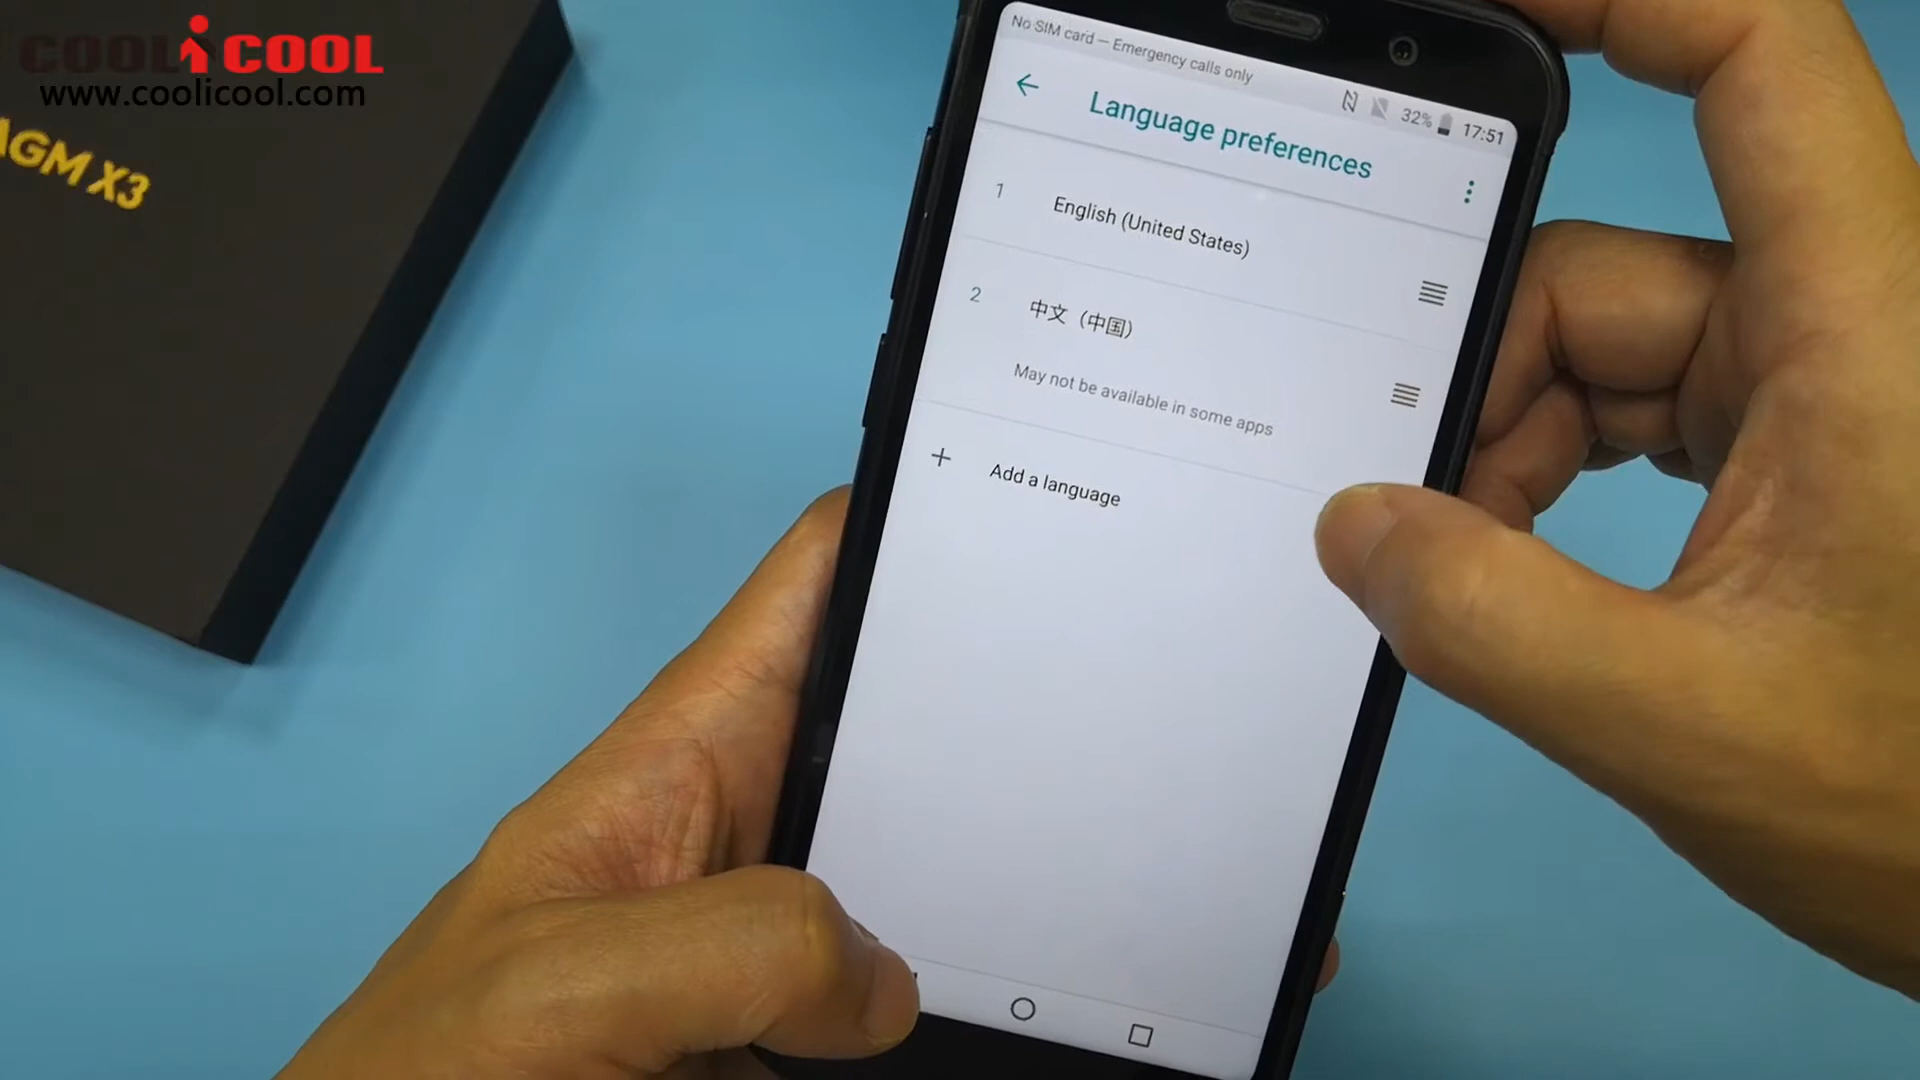 COOLiCOOL
www.coolicool.com
AGM X3
No SIM card — Emergency calls only
32%
17:51
Language preferences
1
English (United States)
2
中文（中国）
May not be available in some apps
Add a language